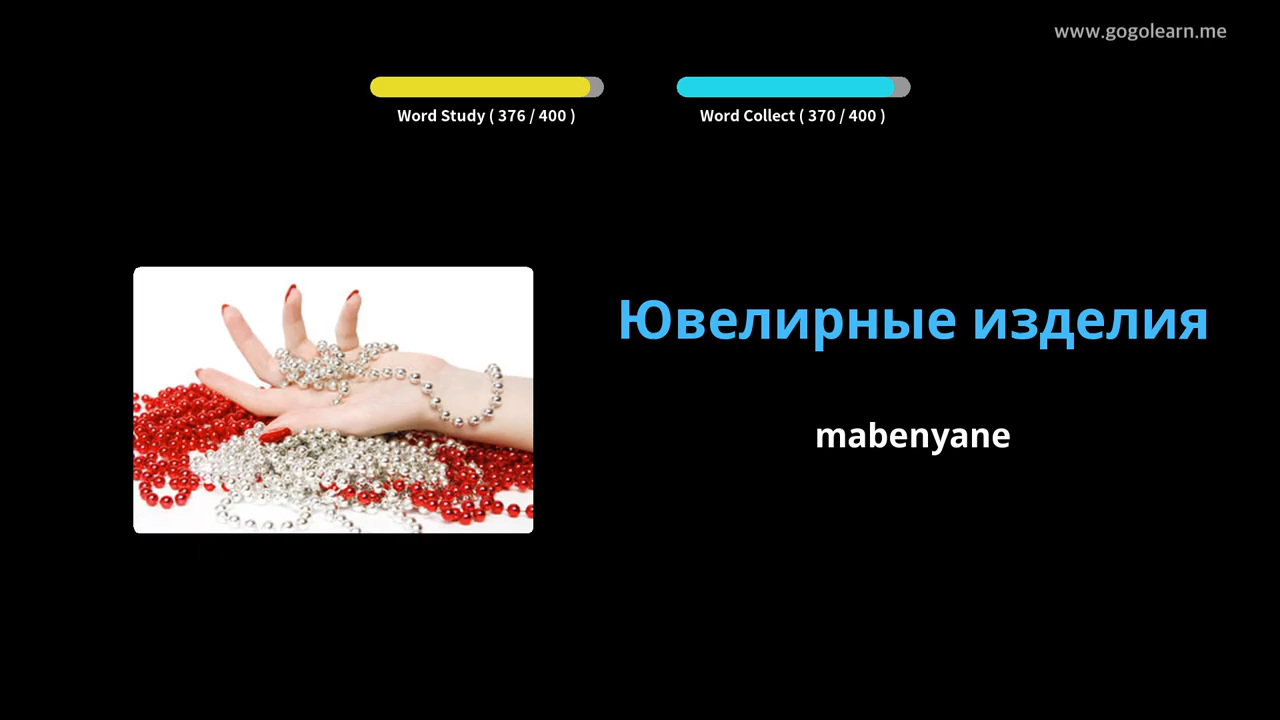 www.gogolearn.me
Word Study ( 376 / 400 )
Word Collect ( 370 / 400 )
Ювелирные изделия
mabenyane